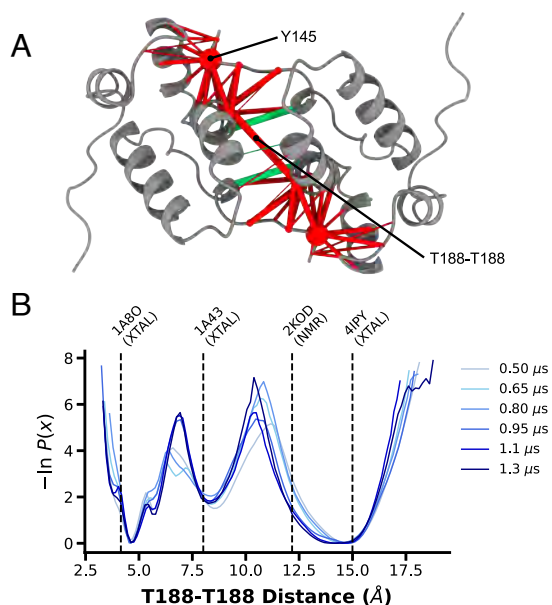 A
Y145
T188-T188
B
1A8O
(XTAL)
1A43
(XTAL)
2KOD
(NMR)
4IPY
(XTAL)
8
6
4
2
0
−ln P(x)
2.5 5.0 7.5 10.0 12.5 15.0 17.5
T188-T188 Distance (Å)
0.50 μs
0.65 μs
0.80 μs
0.95 μs
1.1 μs
1.3 μs